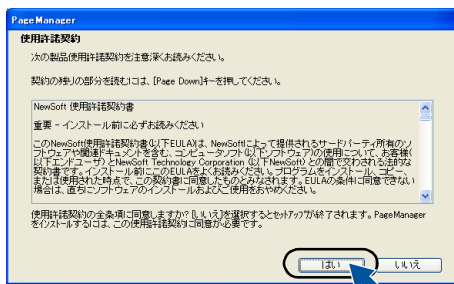 PageManager
使用許諾契約
次の製品使用許諾契約を注意深くお読みください。
契約の残りの部分を読むには、[Page Down]キーを押してください。
NewSoft 使用許諾契約書
重要 - インストール前に必ずお読みください
このNewSoft使用許諾契約書(以下EULA)は、NewSoftによって提供されるサードパーティ所有のソ
フトウェアや関連ドキュメントを含む、コンピュータソフト(以下ソフトウェア)の使用について、お客様(
以下エンドユーザ)とNewSoft Technology Corporation (以下NewSoft) との間で交わされる法的な
契約書です。インストール前にこのEULAをよくお読みください。プログラムをインストール、コピー、
または使用された時点で、この契約書に同意したものとみなされます。EULAの条件に同意できない
場合は、直ちにソフトウェアのインストールおよびご使用をおやめください。
使用許諾契約の全条項に同意しますか? [いいえ]を選択するとセットアップが終了されます。PageManager
をインストールするには、この使用許諾契約に同意が必要です。
はい
いいえ